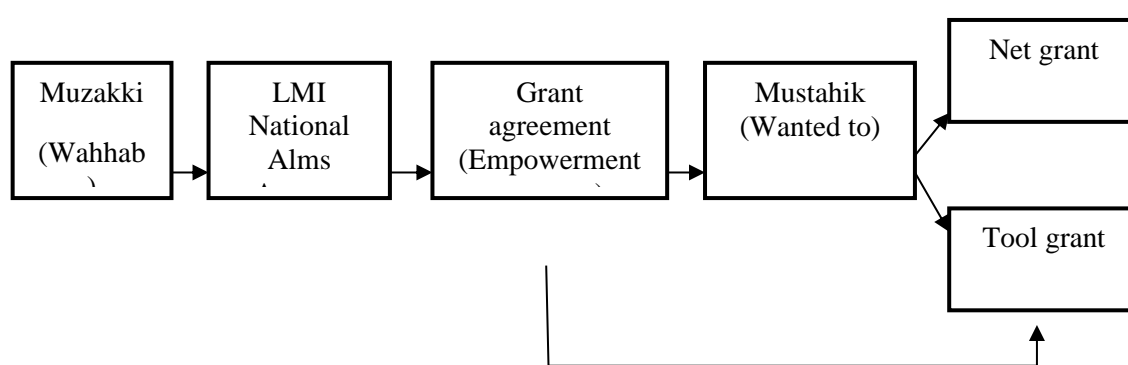 Muzakki
(Wahhab
)
LMI
National
Alms
Grant
agreement
(Empowerment
Mustahik
(Wanted to)
Net grant
Tool grant